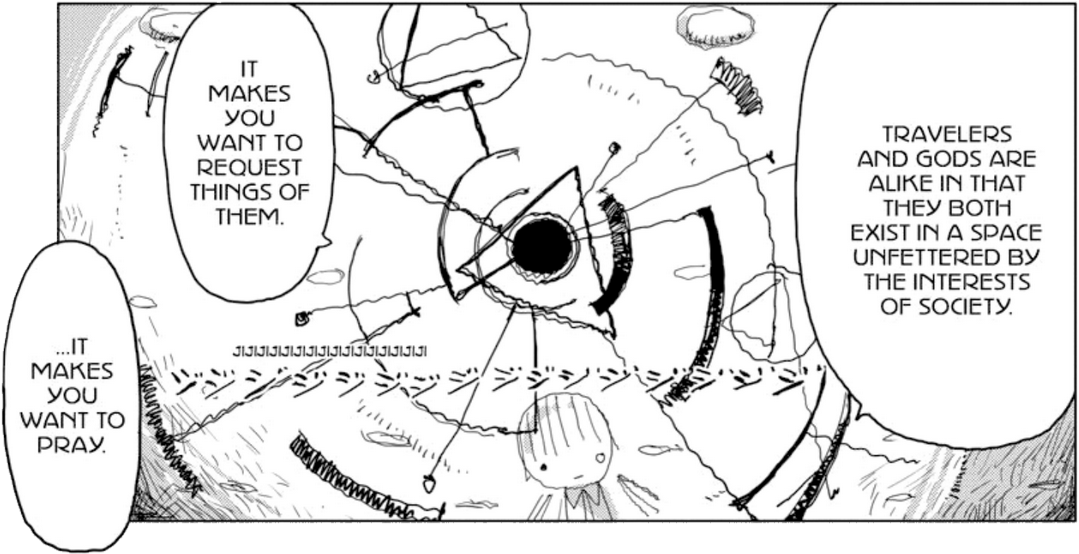 TRAVELERS
AND GODS ARE
ALIKE IN THAT
THEY BOTH
EXIST IN A SPACE
UNFETTERED BY
THE INTERESTS
OF SOCIETY.
IT
MAKES
YOU
WANT TO
REQUEST
THINGS OF
THEM.
...IT
MAKES
YOU
WANT TO
PRAY.